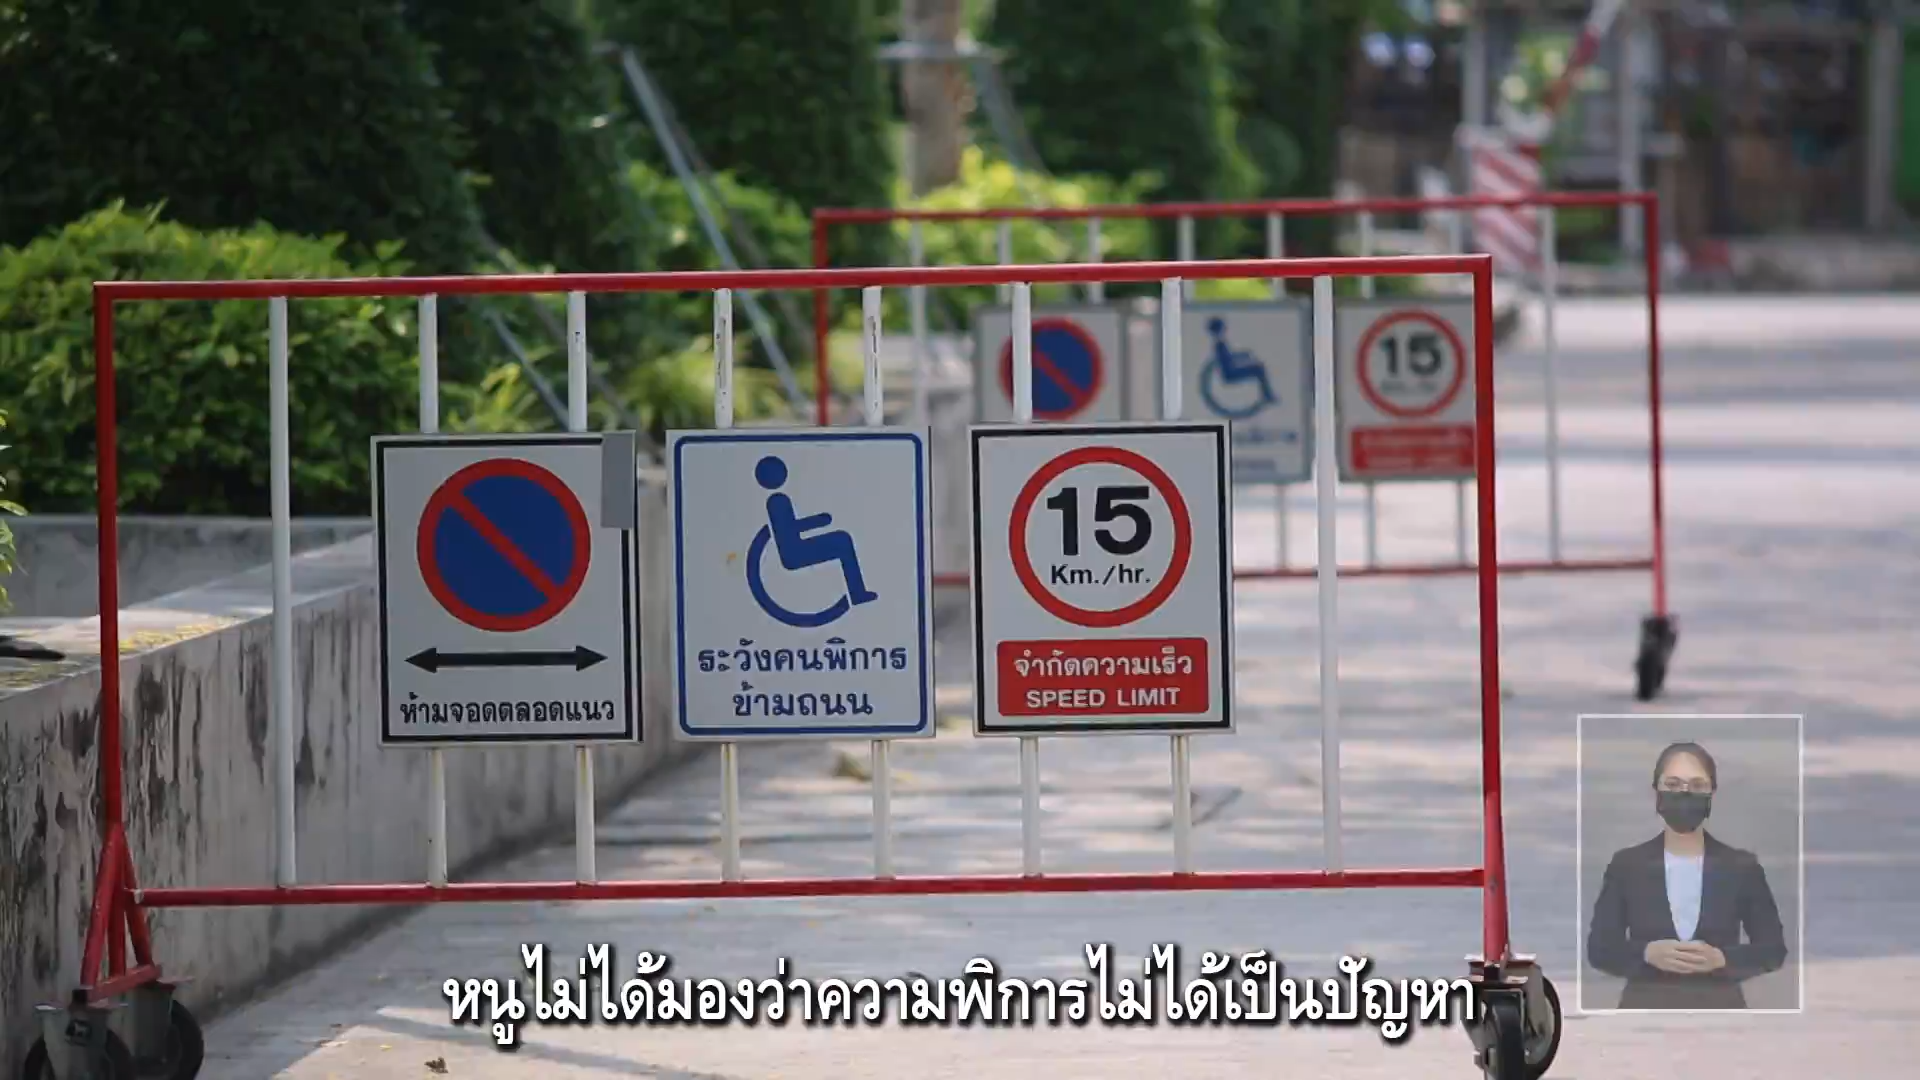 ห้ามจอดตลอดแนว
ระวังคนพิการ
ข้ามถนน
15
Km./hr.
จำกัดความเร็ว
SPEED LIMIT
15
หนูไม่ได้มองว่าความพิการไม่ได้เป็นปัญหา